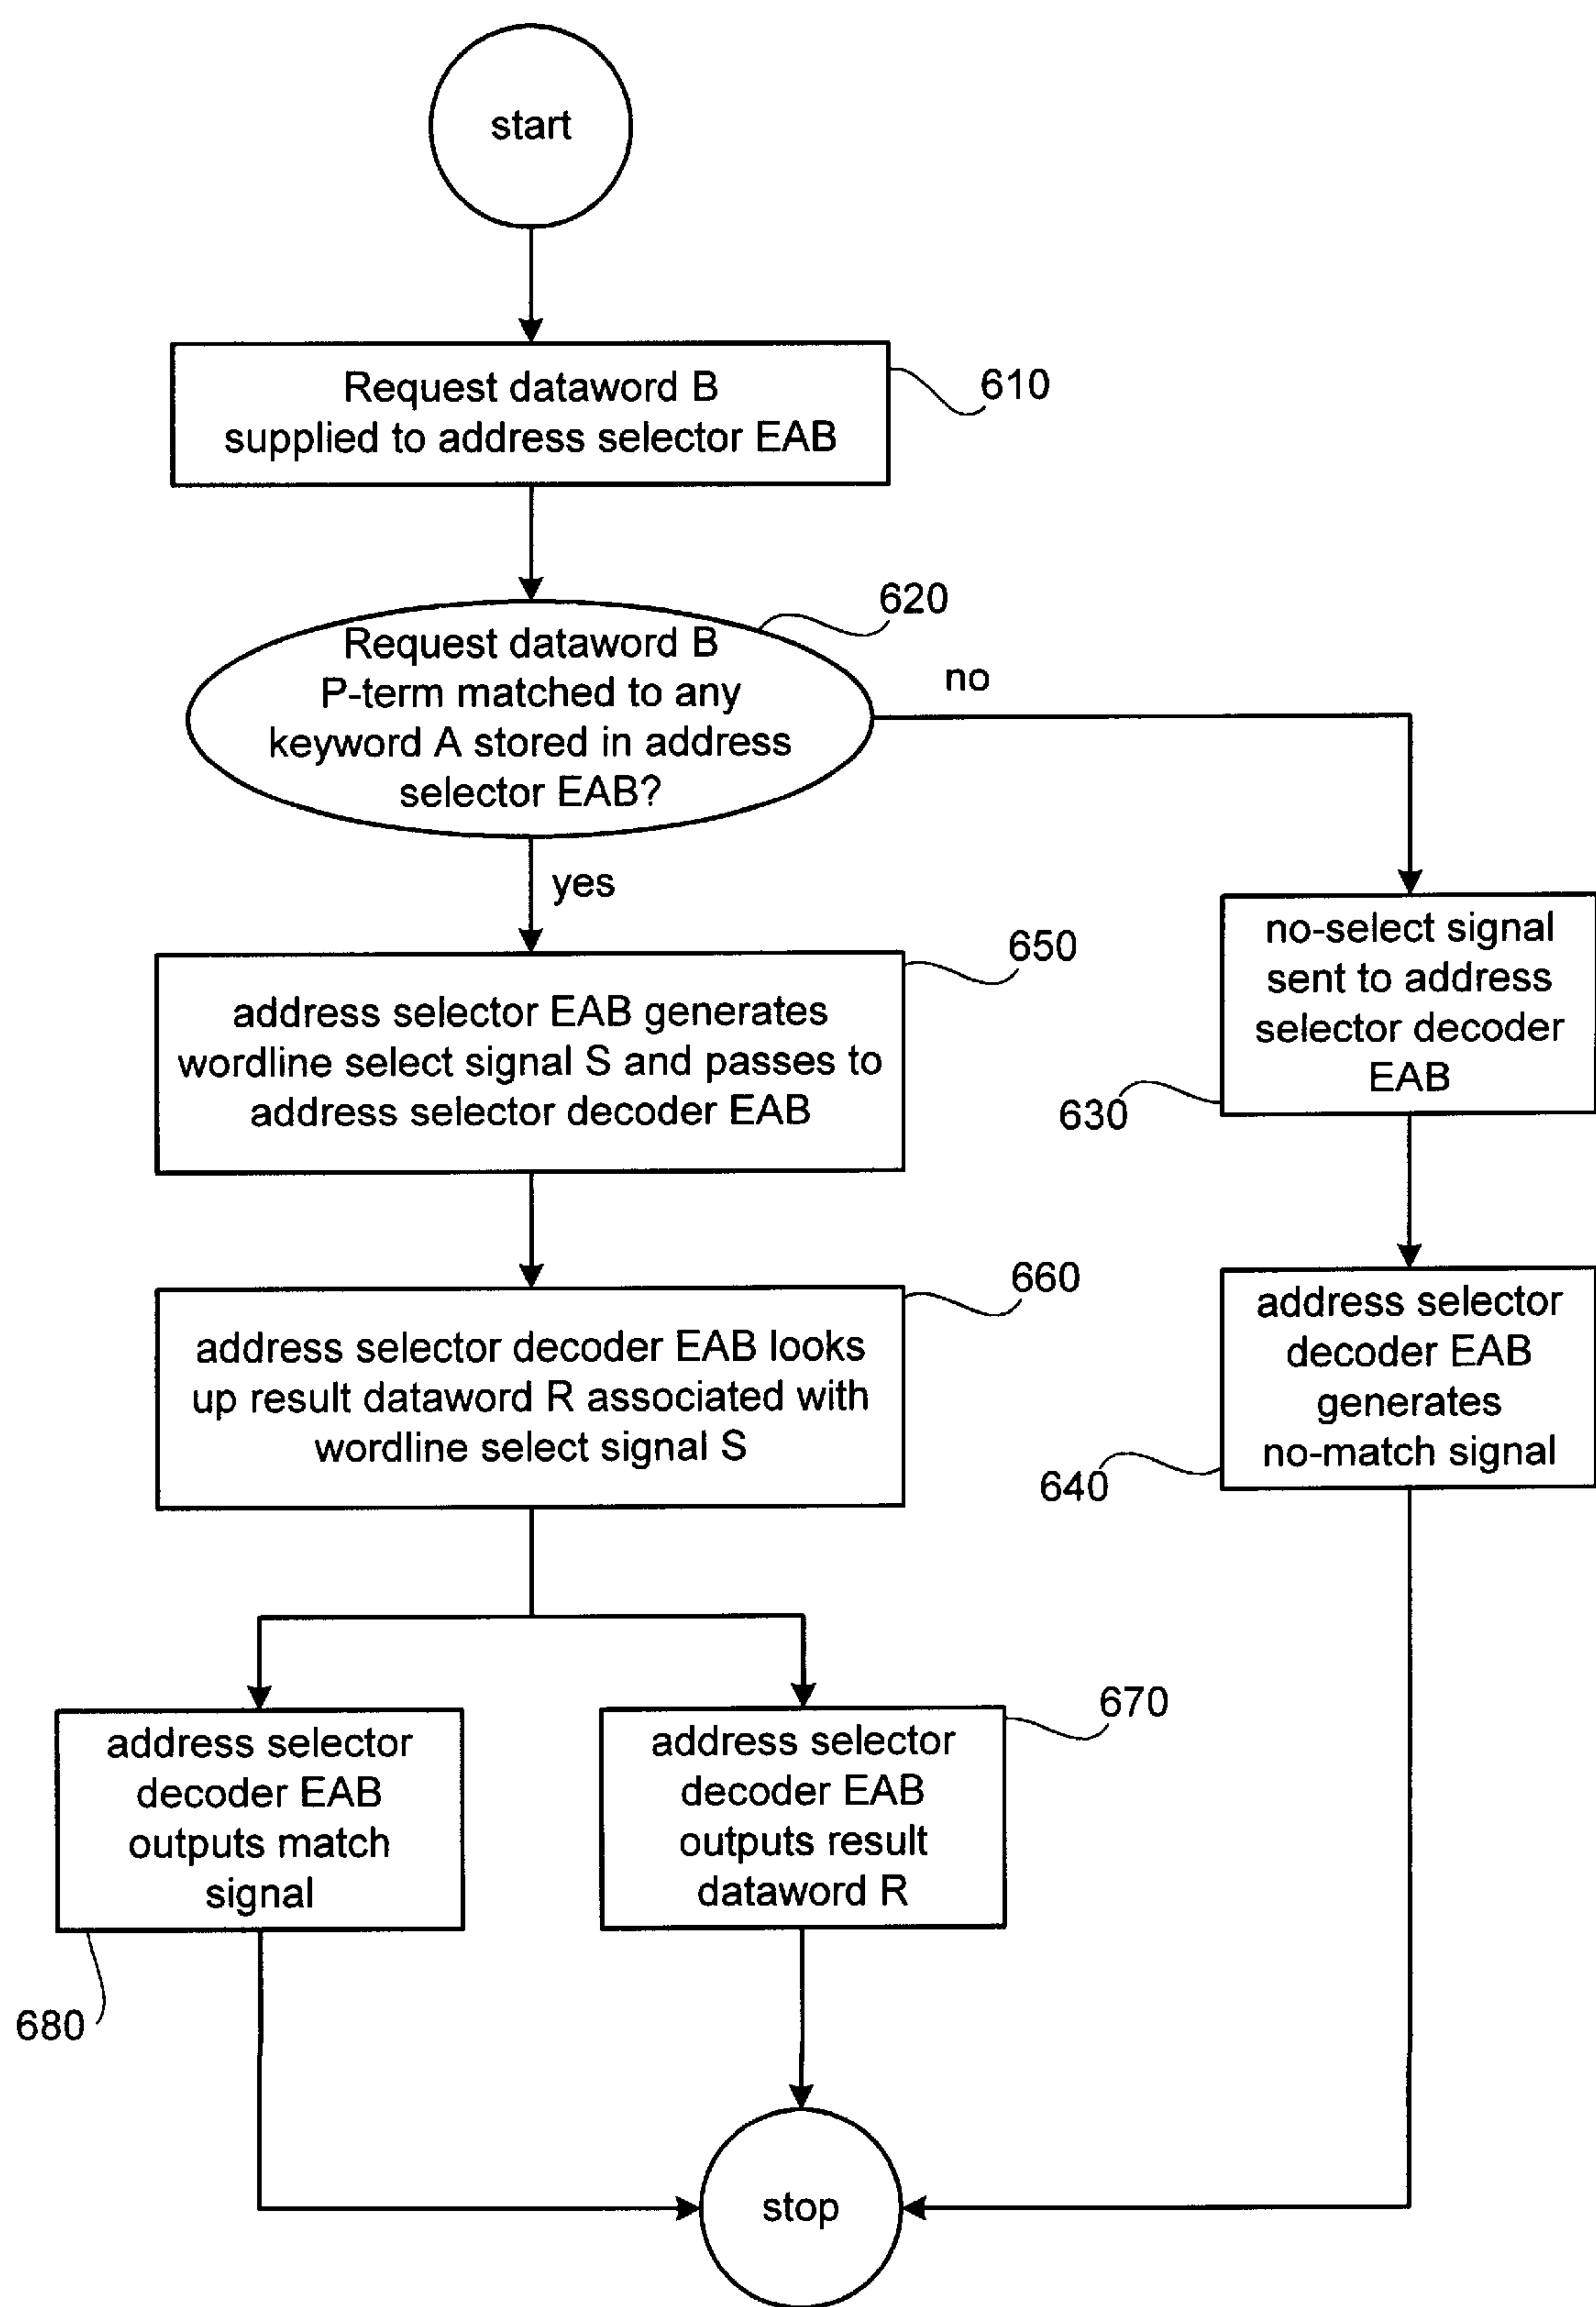 start
Request dataword B
supplied to address selector EAB
610
Request dataword B
P-term matched to any
keyword A stored in address
selector EAB?
620
no
yes
address selector EAB generates
wordline select signal S and passes to
address selector decoder EAB
650
no-select signal
sent to address
selector decoder
EAB
630
address selector decoder EAB looks
up result dataword R associated with
wordline select signal S
660
address selector
decoder EAB
generates
no-match signal
640
address selector
decoder EAB
outputs match
signal
680
address selector
decoder EAB
outputs result
dataword R
670
stop